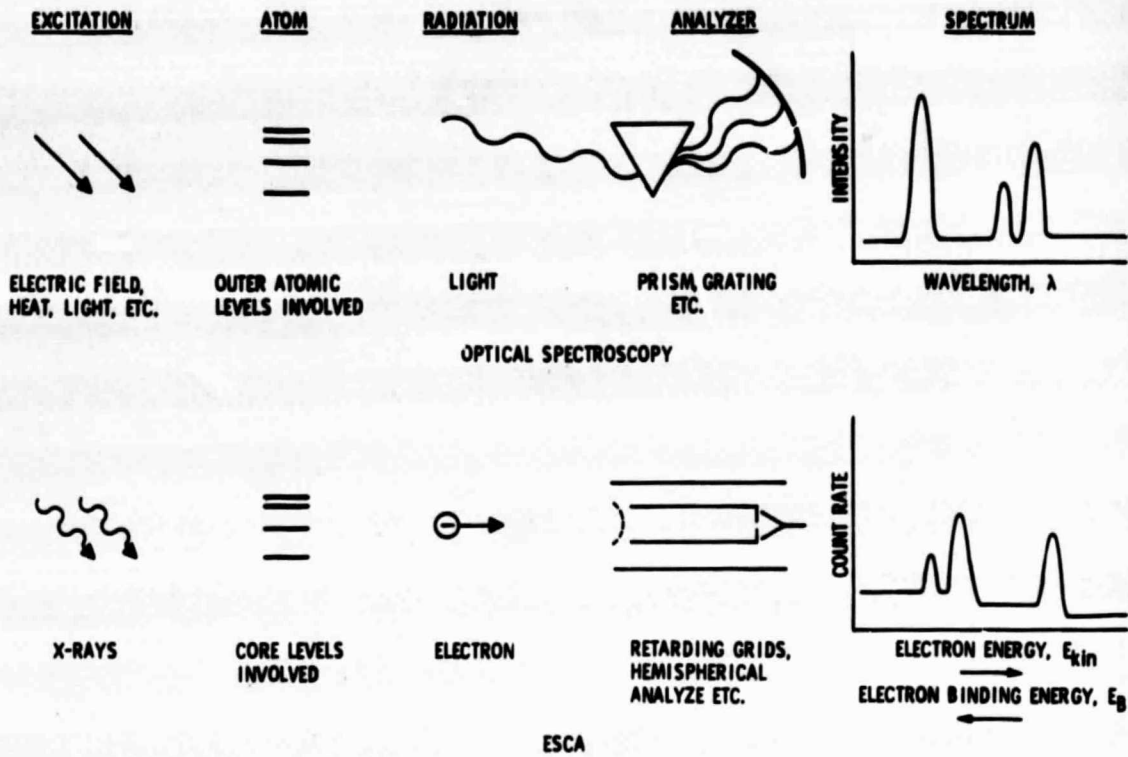 EXCITATION
ATOM
RADIATION
ANALYZER
SPECTRUM
INTENSITY
ELECTRIC FIELD,
HEAT, LIGHT, ETC.
OUTER ATOMIC
LEVELS INVOLVED
LIGHT
PRISM, GRATING
ETC.
WAVELENGTH, λ
OPTICAL SPECTROSCOPY
COUNT RATE
X-RAYS
CORE LEVELS
INVOLVED
ELECTRON
RETARDING GRIDS,
HEMISPHERICAL
ANALYZE ETC.
ELECTRON ENERGY, E_kin
ELECTRON BINDING ENERGY, E_B
ESCA